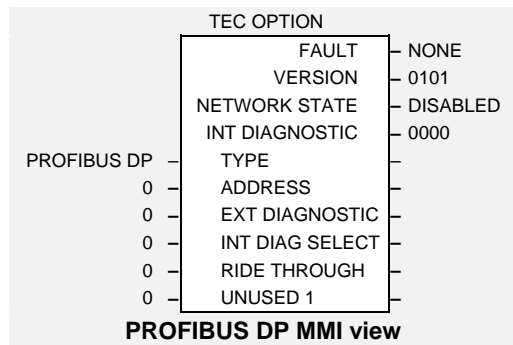 TEC OPTION
FAULT – NONE
VERSION – 0101
NETWORK STATE – DISABLED
INT DIAGNOSTIC – 0000
PROFIBUS DP – TYPE –
0 – ADDRESS –
0 – EXT DIAGNOSTIC –
0 – INT DIAG SELECT –
0 – RIDE THROUGH –
0 – UNUSED 1 –
PROFIBUS DP MMI view